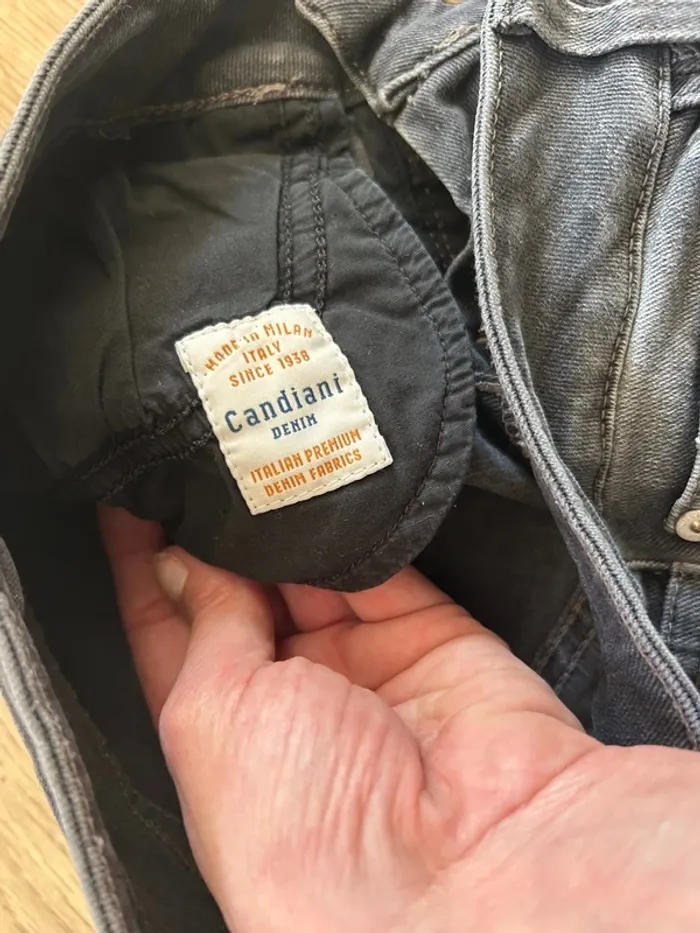 MADE in MILAN
ITALY
SINCE 1938
Candiani
DENIM
ITALIAN PREMIUM
DENIM FABRICS